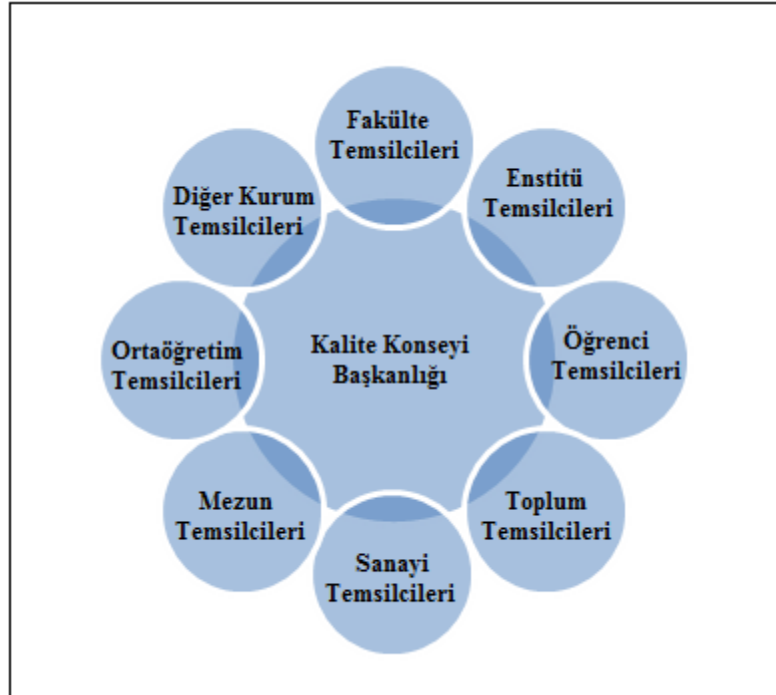 Fakülte
Temsilcileri
Enstitü
Temsilcileri
Öğrenci
Temsilcileri
Toplum
Temsilcileri
Sanayi
Temsilcileri
Mezun
Temsilcileri
Ortaöğretim
Temsilcileri
Diğer Kurum
Temsilcileri
Kalite Konseyi
Başkanlığı